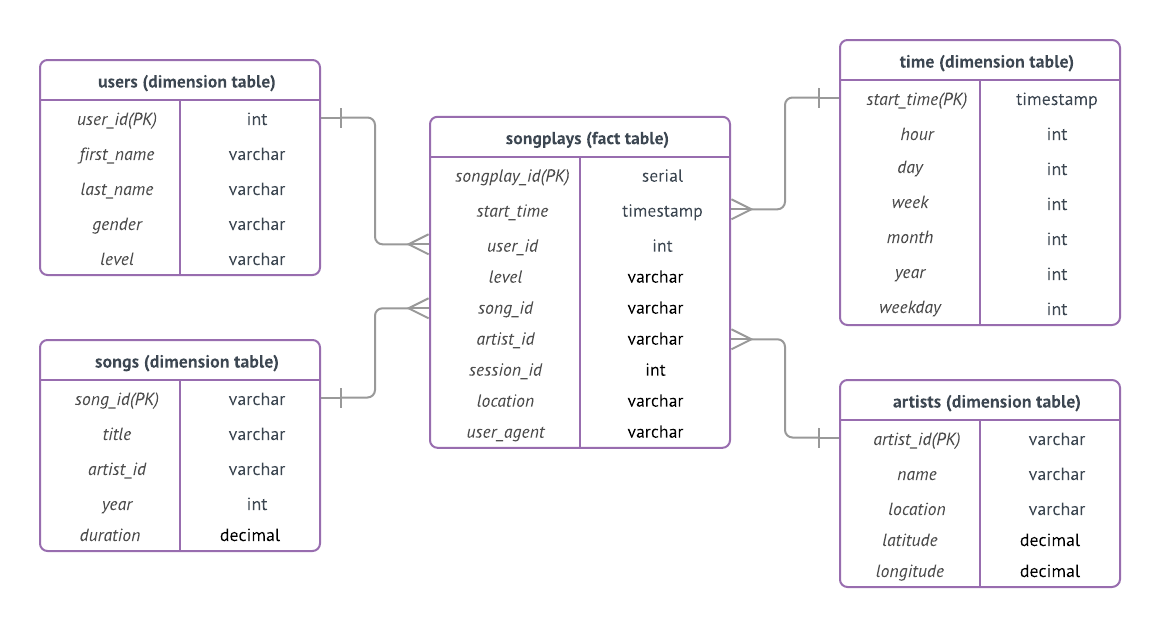 users (dimension table)
user_id(PK) int
first_name varchar
last_name varchar
gender varchar
level varchar
songs (dimension table)
song_id(PK) varchar
title varchar
artist_id varchar
year int
duration decimal
songplays (fact table)
songplay_id(PK) serial
start_time timestamp
user_id int
level varchar
song_id varchar
artist_id varchar
session_id int
location varchar
user_agent varchar
time (dimension table)
start_time(PK) timestamp
hour int
day int
week int
month int
year int
weekday int
artists (dimension table)
artist_id(PK) varchar
name varchar
location varchar
latitude decimal
longitude decimal